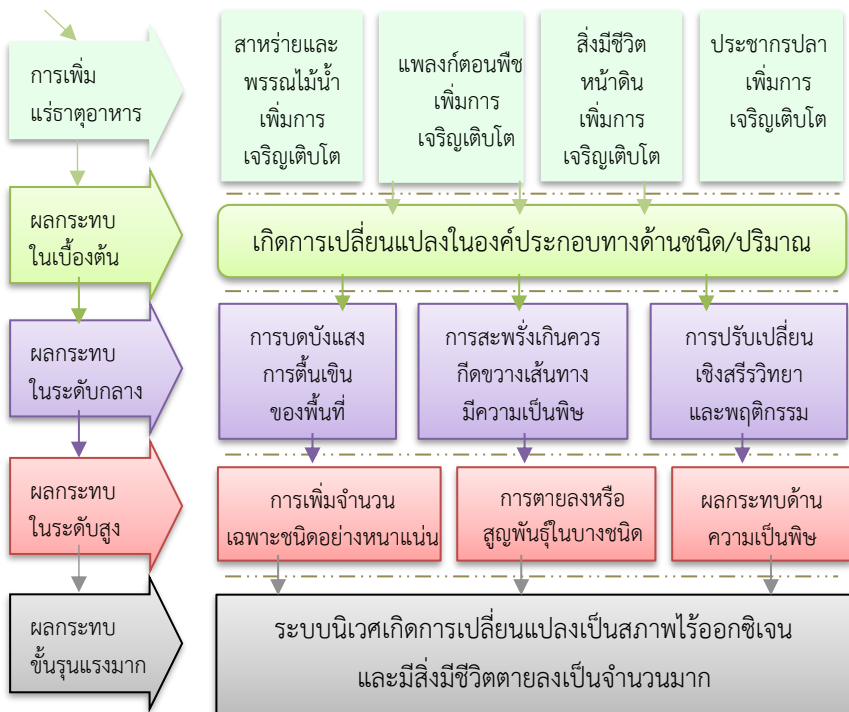 การเพิ่ม
แร่ธาตุอาหาร
สาหร่ายและ
พรรณไม้น้ำ
เพิ่มการ
เจริญเติบโต
แพลงก์ตอนพืช
เพิ่มการ
เจริญเติบโต
สิ่งมีชีวิต
หน้าดิน
เพิ่มการ
เจริญเติบโต
ประชากรปลา
เพิ่มการ
เจริญเติบโต
ผลกระทบ
ในเบื้องต้น
เกิดการเปลี่ยนแปลงในองค์ประกอบทางด้านชนิด/ปริมาณ
ผลกระทบ
ในระดับกลาง
การบดบังแสง
การตื้นเขิน
ของพื้นที่
การสะพรั่งเกินควร
กีดขวางเส้นทาง
มีความเป็นพิษ
การปรับเปลี่ยน
เชิงสรีรวิทยา
และพฤติกรรม
ผลกระทบ
ในระดับสูง
การเพิ่มจำนวน
เฉพาะชนิดอย่างหนาแน่น
การตายลงหรือ
สูญพันธุ์ในบางชนิด
ผลกระทบด้าน
ความเป็นพิษ
ผลกระทบ
ขั้นรุนแรงมาก
ระบบนิเวศเกิดการเปลี่ยนแปลงเป็นสภาพไร้ออกซิเจน
และมีสิ่งมีชีวิตตายลงเป็นจำนวนมาก